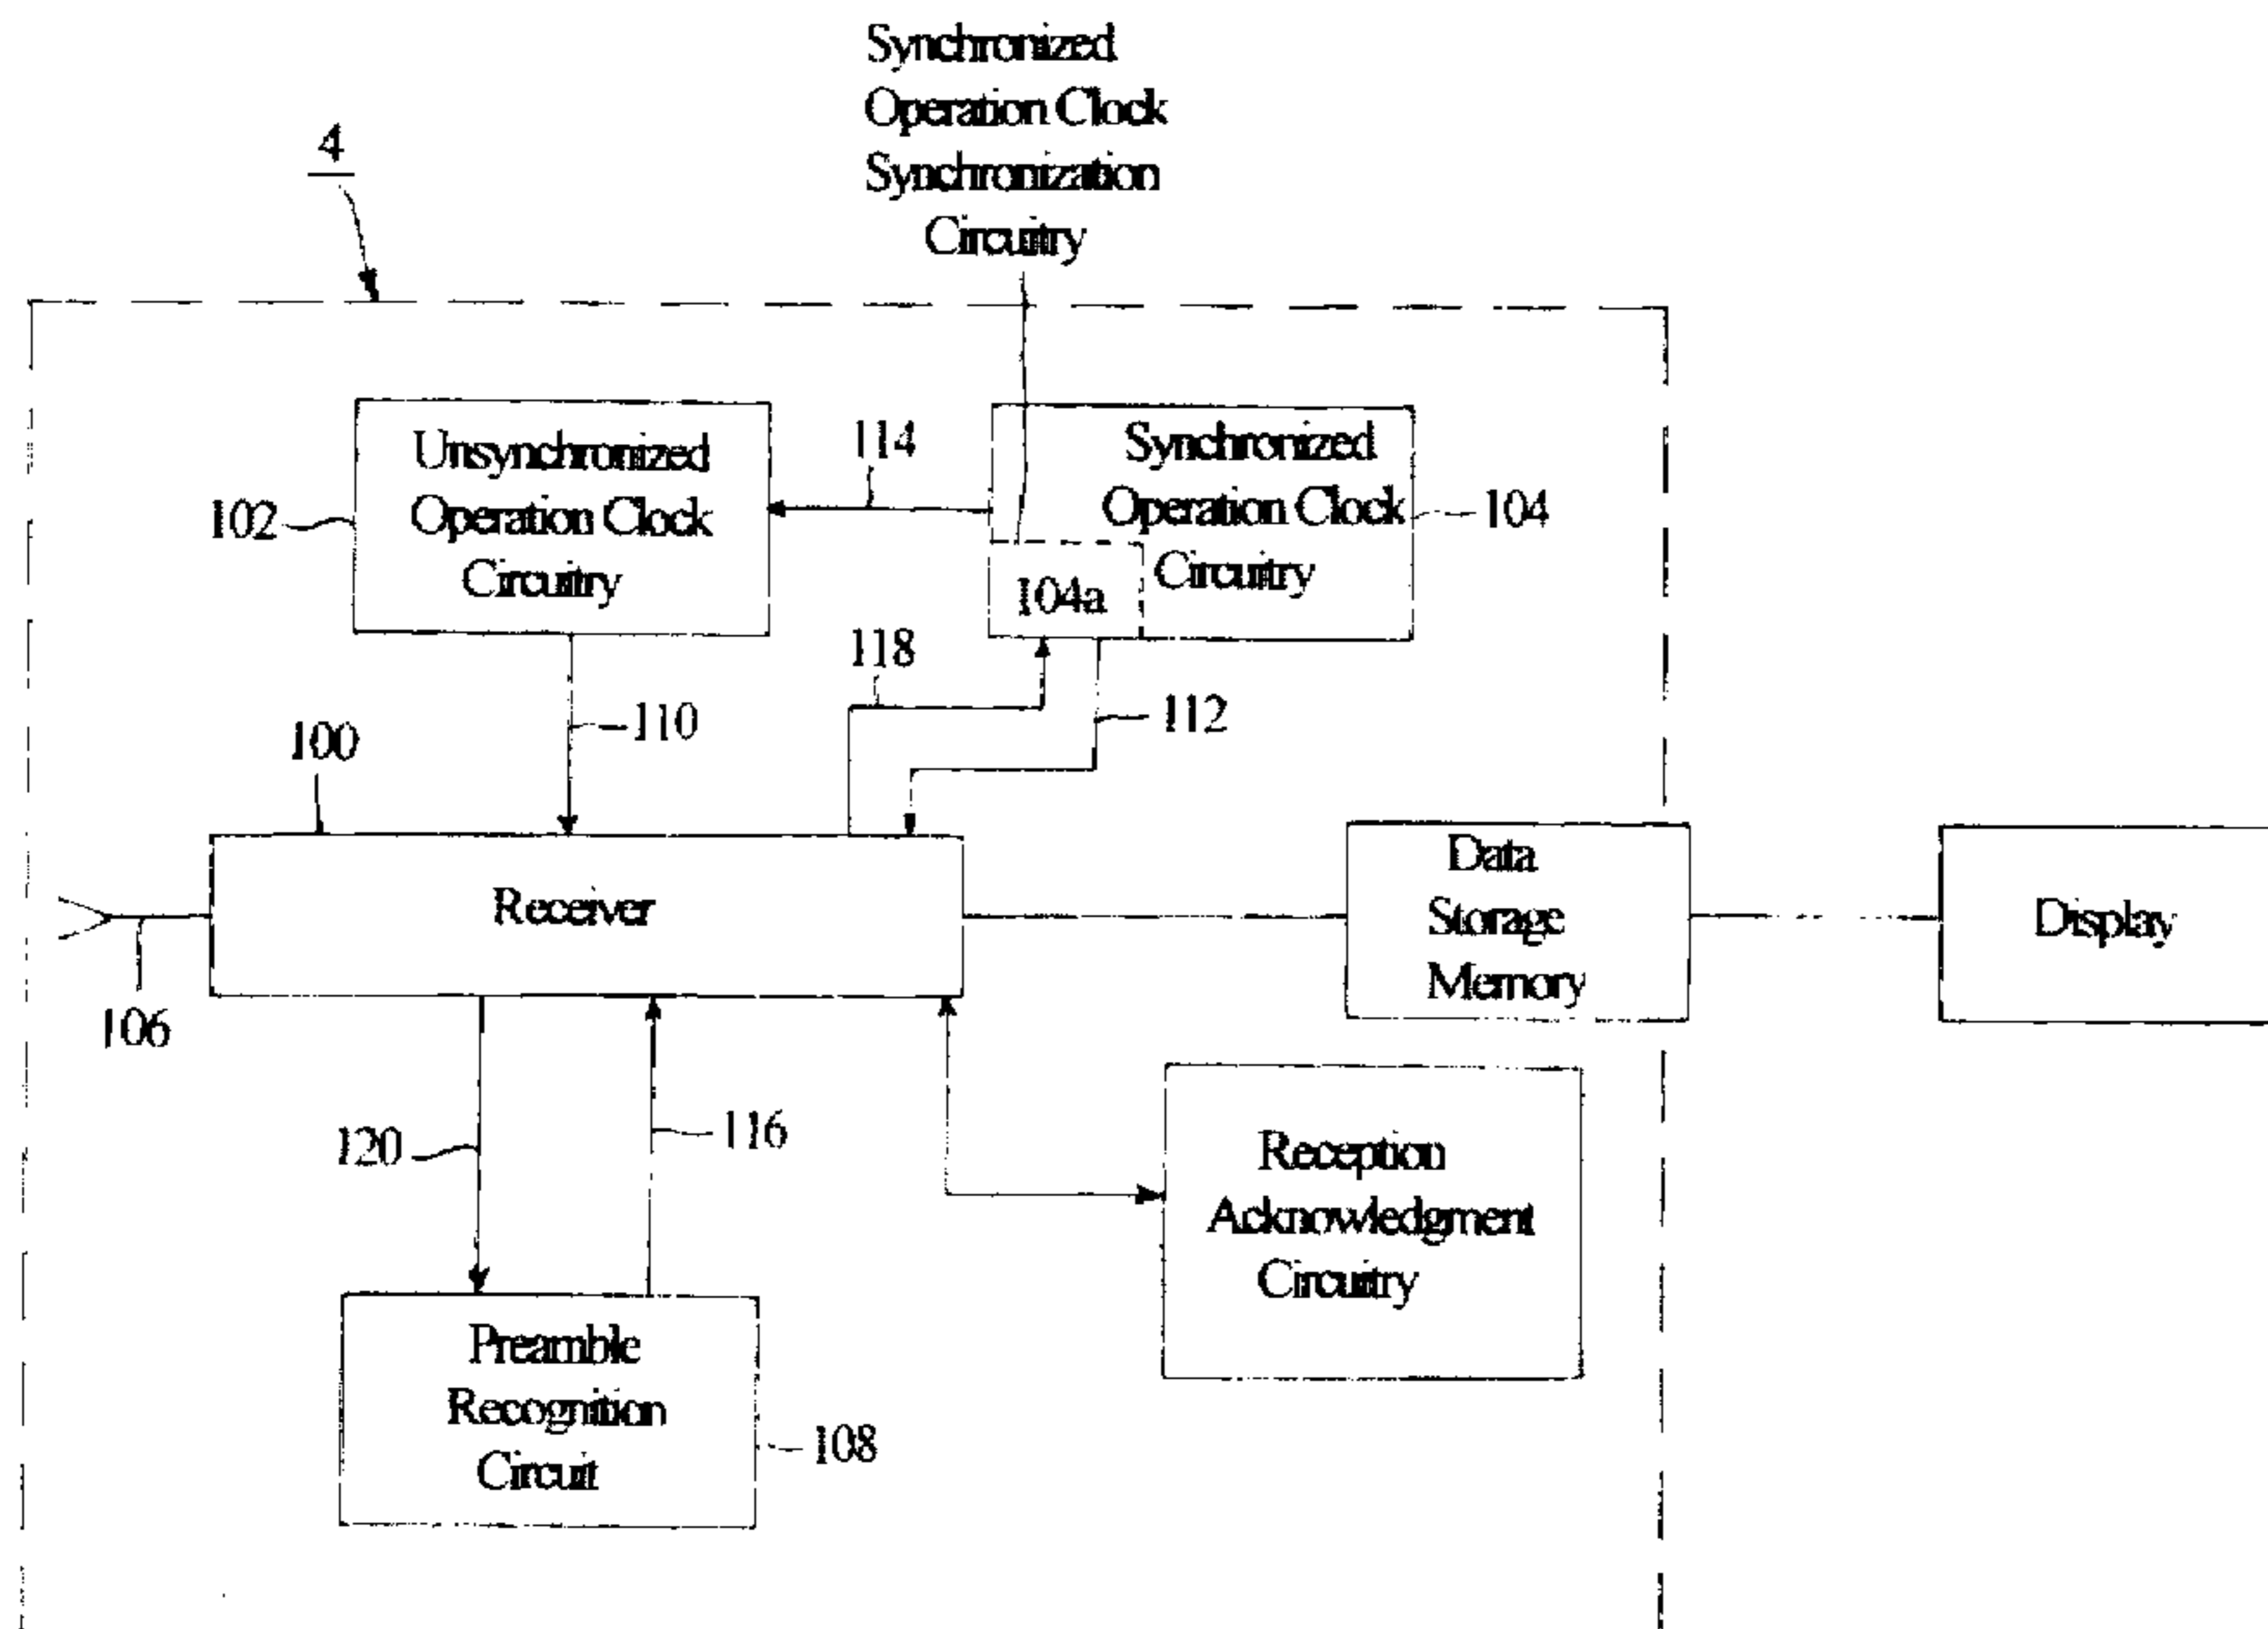 Synchronized
Operation Clock
Synchronization
Circuitry
4
Unsynchronized
Operation Clock
Circuitry
102
114
Synchronized
Operation Clock
Circuitry
104
104a
118
110
112
100
Receiver
106
Data
Storage
Memory
Display
120
116
Reception
Acknowledgment
Circuitry
Preamble
Recognition
Circuit
108